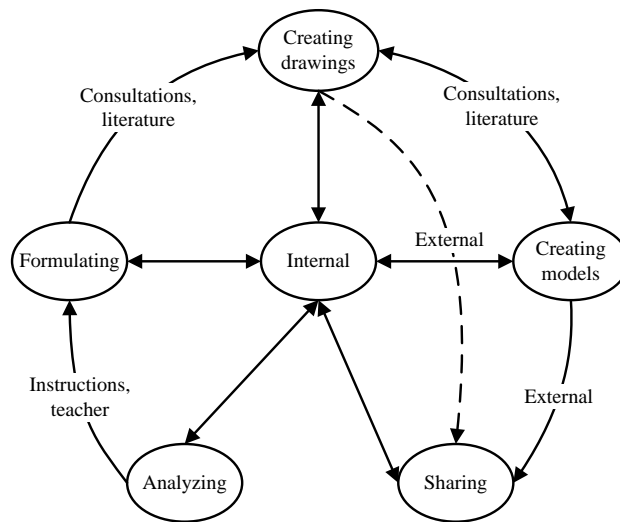 Creating
drawings
Consultations,
literature
Consultations,
literature
Formulating
Internal
External
Creating
models
Instructions,
teacher
External
Analyzing
Sharing